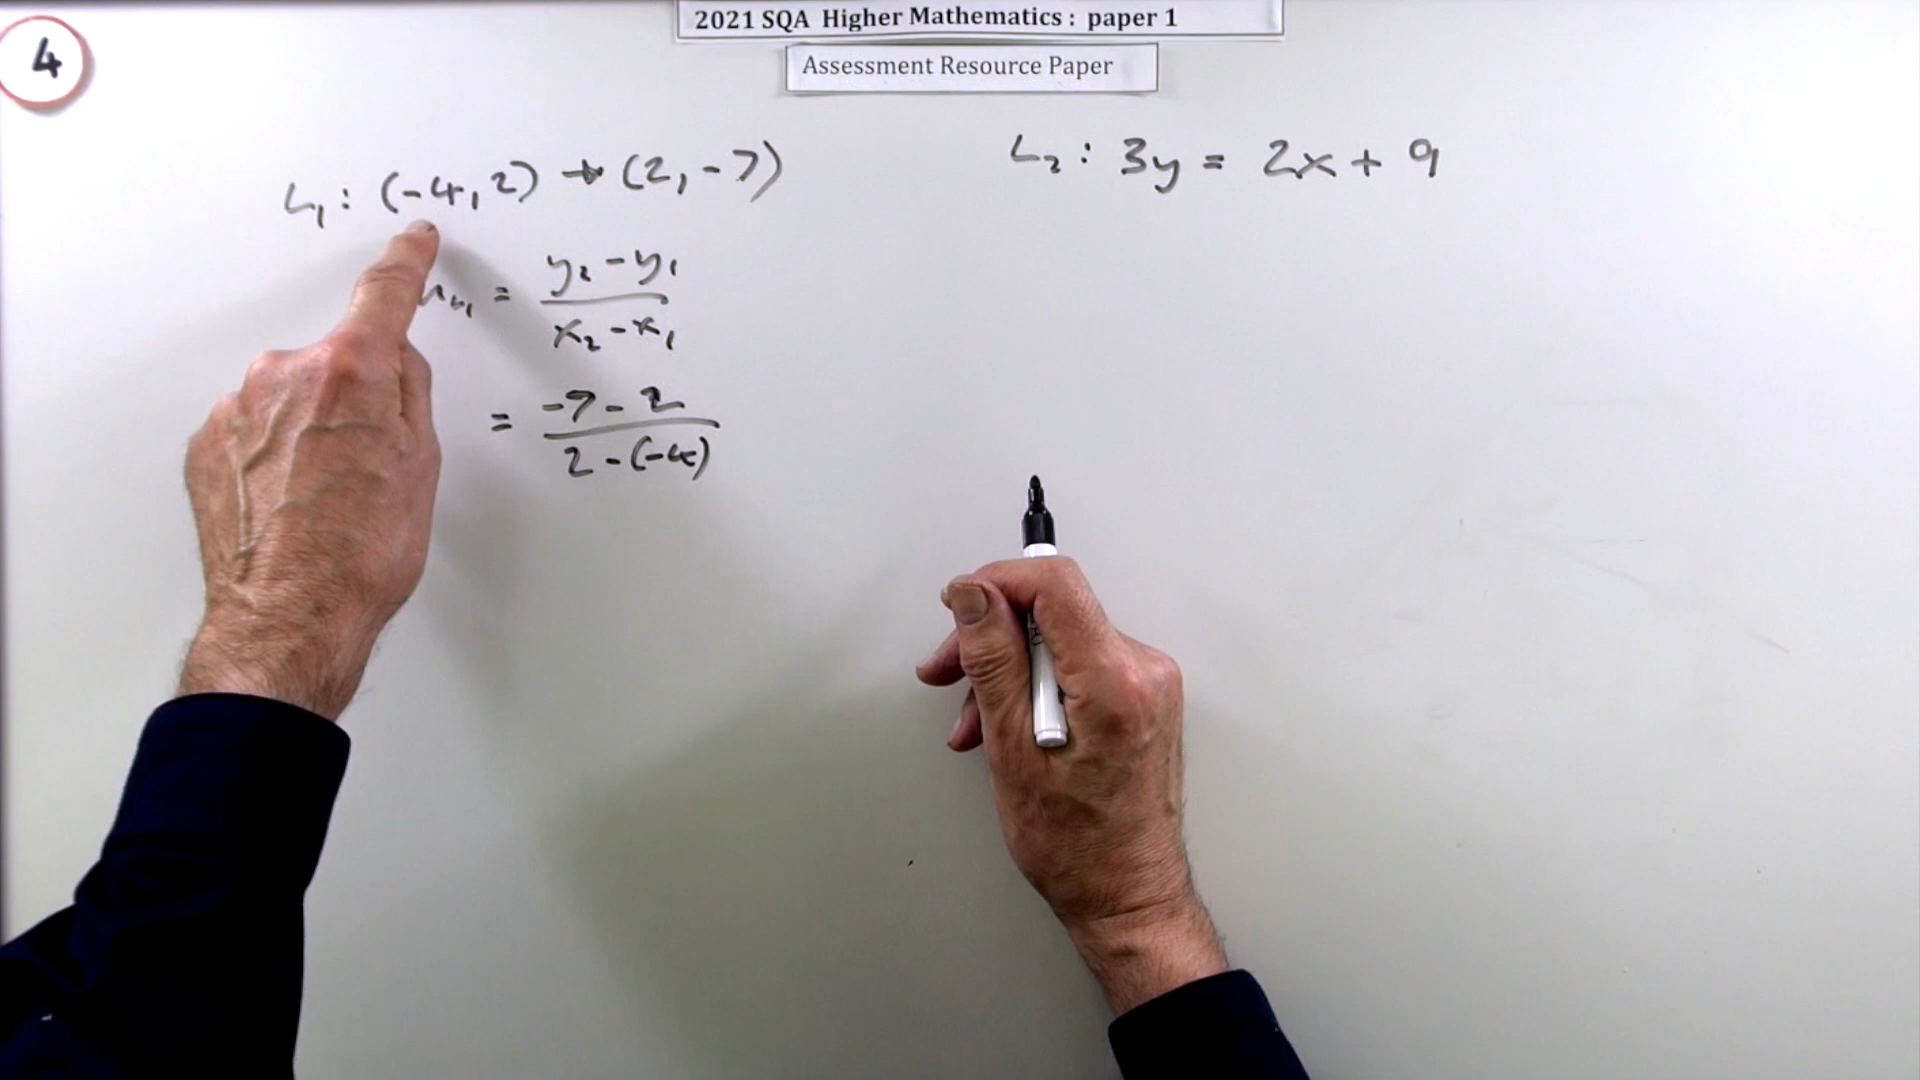 2021 SQA Higher Mathematics : paper 1
Assessment Resource Paper
4
L₁ : (-4, 2) → (2, -7)
L₂ : 3y = 2x + 9
= y₂ - y₁
x₂ - x₁
= -7 - 2
2 - (-4)